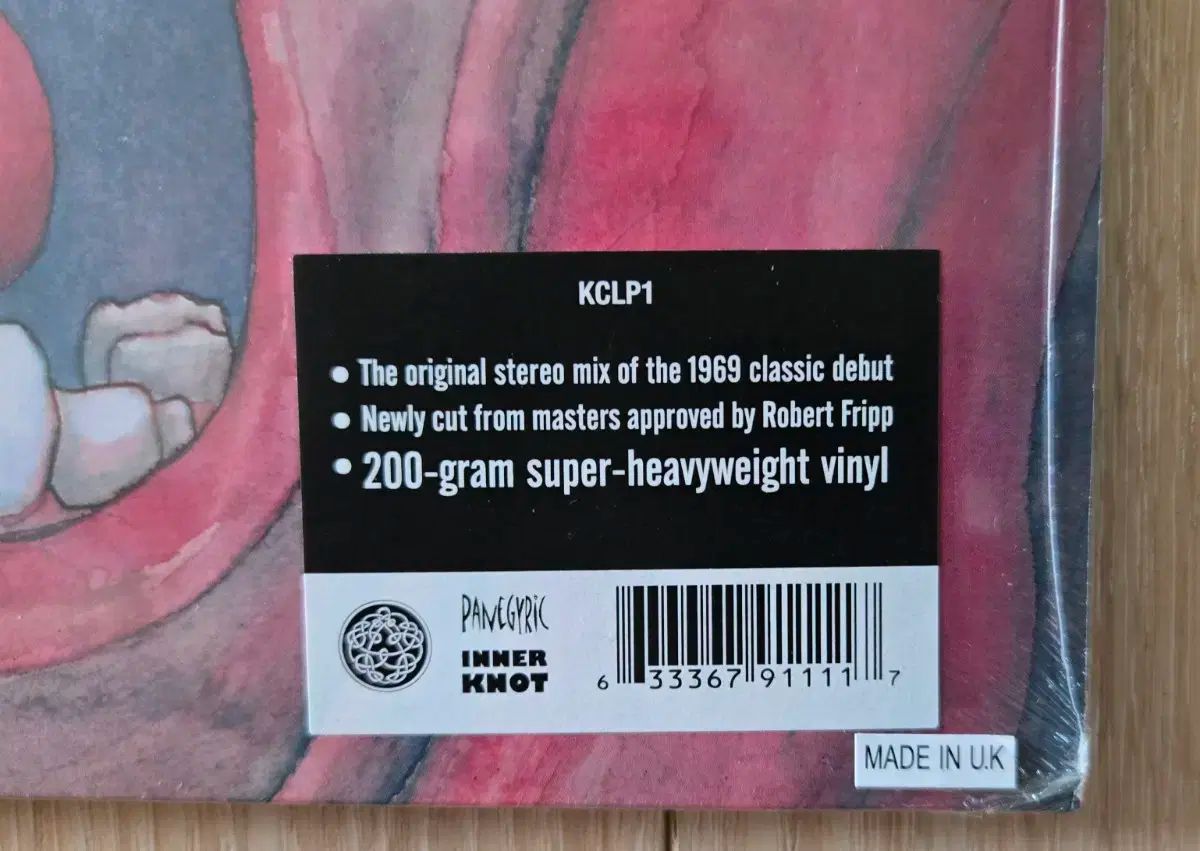 KCLP1
• The original stereo mix of the 1969 classic debut
• Newly cut from masters approved by Robert Fripp
• 200-gram super-heavyweight vinyl
PANEGYRIC
INNER
KNOT
6 33367 91111 7
MADE IN U.K